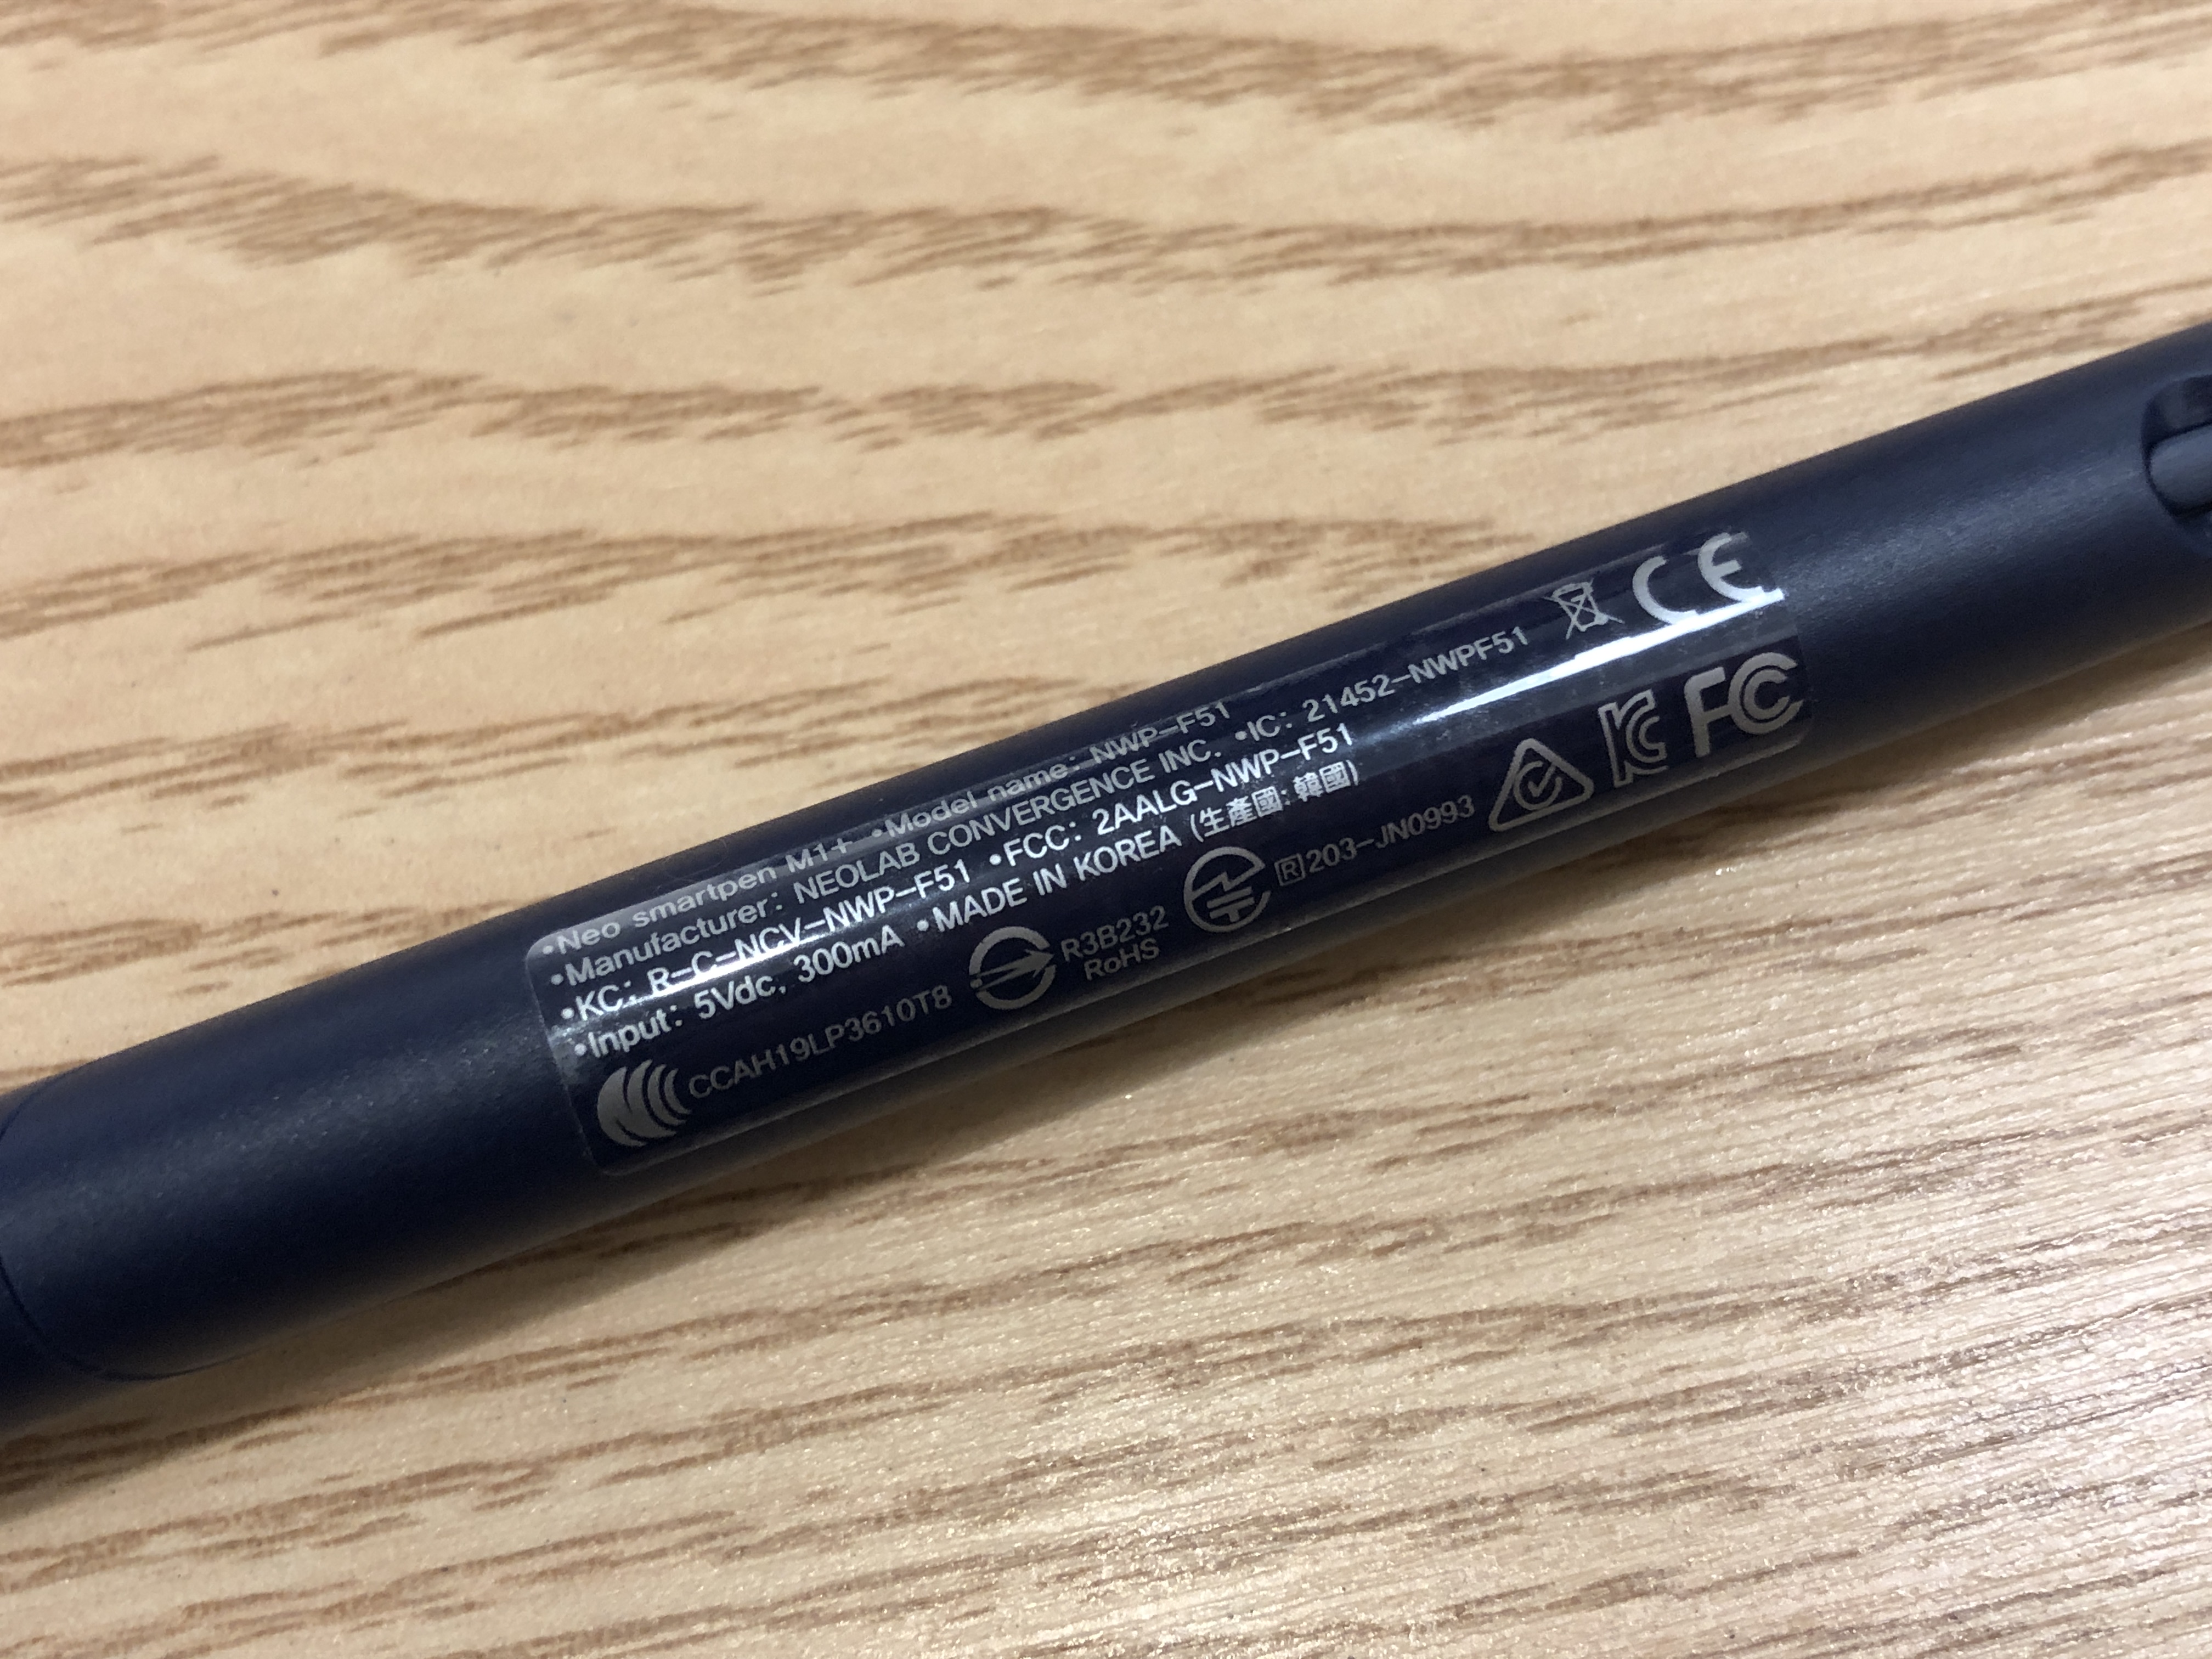 •Neo smartpen M1+ •Model name: NWP-F51
•Manufacturer: NEOLAB CONVERGENCE INC. •IC: 21452-NWPF51
•KC: R-C-NCV-NWP-F51 •FCC: 2AALG-NWP-F51
•Input: 5Vdc, 300mA •MADE IN KOREA (生產國: 韓國)
CCAH19LP3610T8
R3B232
RoHS
R 203-JN0993
CE
KC FC